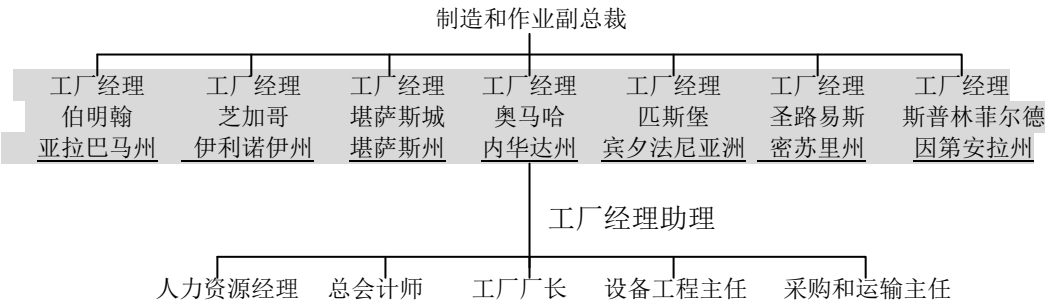 制造和作业副总裁
工厂经理 工厂经理 工厂经理 工厂经理 工厂经理 工厂经理 工厂经理
伯明翰 芝加哥 堪萨斯城 奥马哈 匹斯堡 圣路易斯 斯普林菲尔德
亚拉巴马州 伊利诺伊州 堪萨斯州 内华达州 宾夕法尼亚洲 密苏里州 因第安拉州
工厂经理助理
人力资源经理 总会计师 工厂厂长 设备工程主任 采购和运输主任